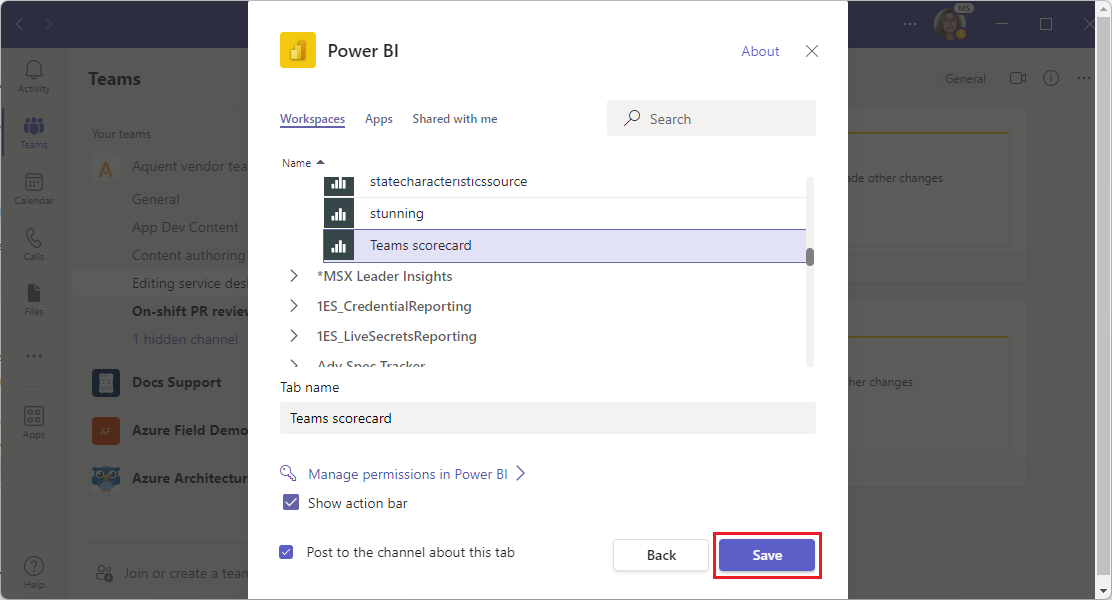 MS
Power BI
About
Activity
Teams
Calendar
Calls
Files
Apps
Help
Teams
Your teams
Aquent vendor tea
General
App Dev Content
Content authoring
Editing service desi
On-shift PR review
1 hidden channel
Docs Support
AF
Azure Field Demo
Azure Architectur
Join or create a team
Workspaces
Apps
Shared with me
Search
Name
statecharacteristicssource
stunning
Teams scorecard
*MSX Leader Insights
1ES_CredentialReporting
1ES_LiveSecretsReporting
Adv Spec Tracker
Tab name
Teams scorecard
Manage permissions in Power BI
Show action bar
Post to the channel about this tab
Back
Save
General
ade other changes
her changes